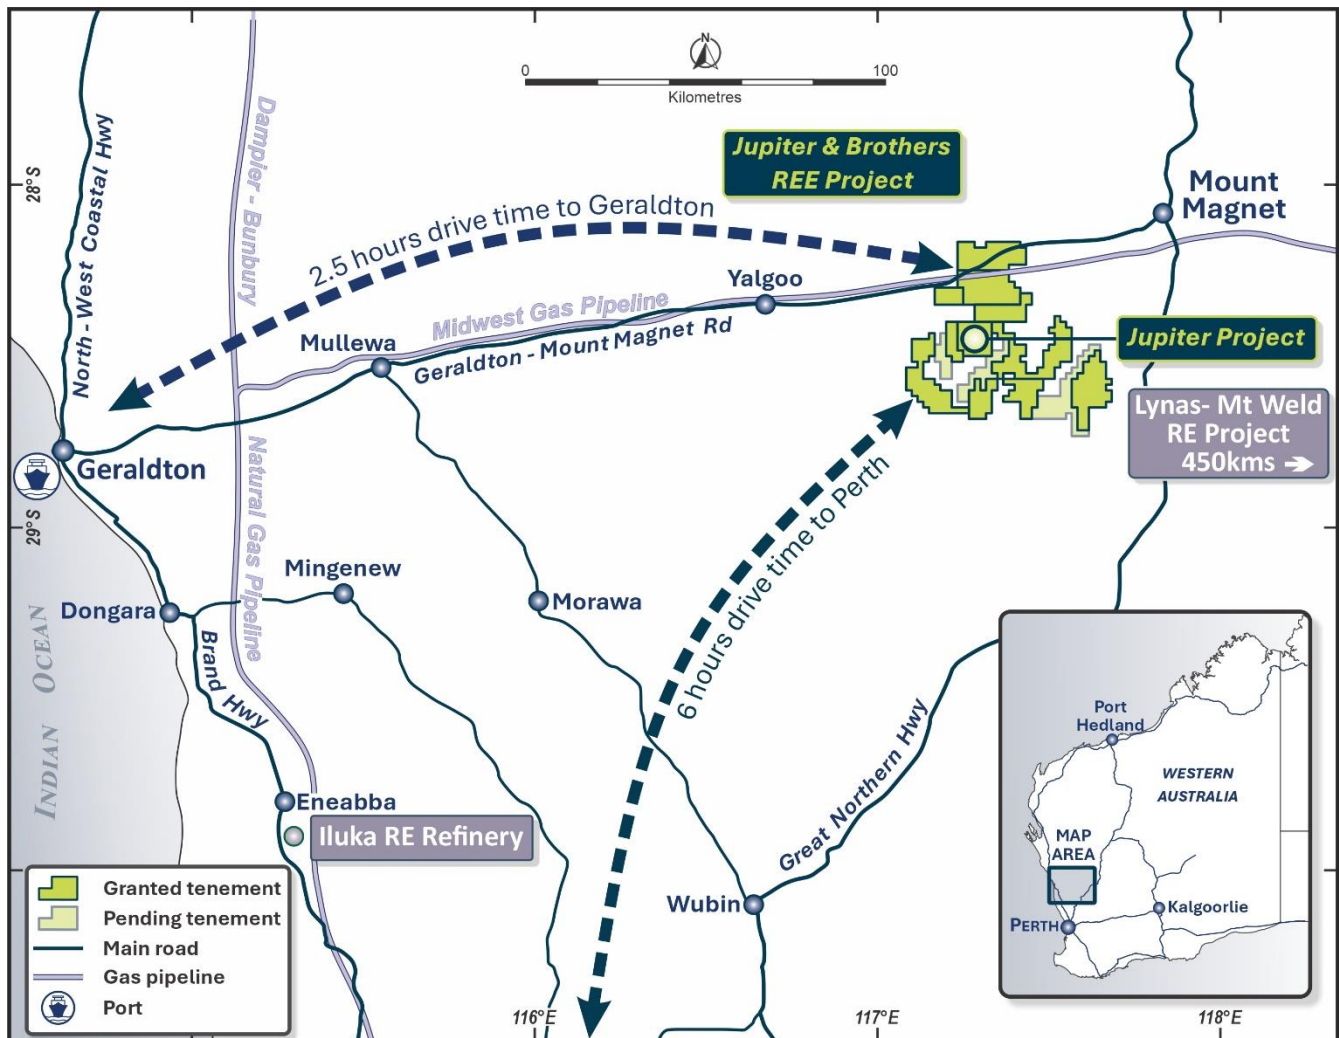 N
0
100
Kilometres
Jupiter & Brothers
REE Project
28°S
North - West Coastal Hwy
Dampier - Bunbury
2.5 hours drive time to Geraldton
Mount
Magnet
Yalgoo
Midwest Gas Pipeline
Mullewa
Geraldton - Mount Magnet Rd
Jupiter Project
Lynas- Mt Weld
RE Project
450kms
Geraldton
Natural Gas Pipeline
29°S
6 hours drive time to Perth
Mingenew
Dongara
Morawa
INDIAN OCEAN
Brand Hwy
Eneabba
Iluka RE Refinery
Great Northern Hwy
Wubin
Port
Hedland
WESTERN
AUSTRALIA
MAP
AREA
Kalgoorlie
PERTH
Granted tenement
Pending tenement
Main road
Gas pipeline
Port
116°E
117°E
118°E